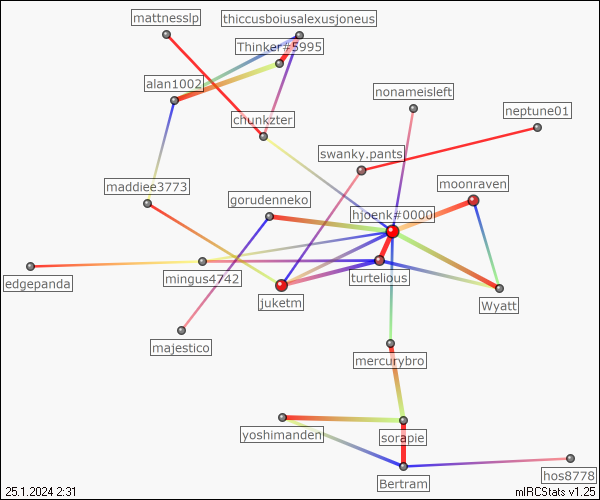 mattnesslp
thiccusboiusalexusjoneus
Thinker#5995
alan1002
nonameisleft
neptune01
chunkzter
swanky.pants
maddiee3773
moonraven
gorudenneko
hjoenk#0000
edgepanda
mingus4742
turtelious
juketm
Wyatt
majestico
mercurybro
yoshimanden
sorapie
hos8778
Bertram
25.1.2024 2:31
mIRCStats v1.25